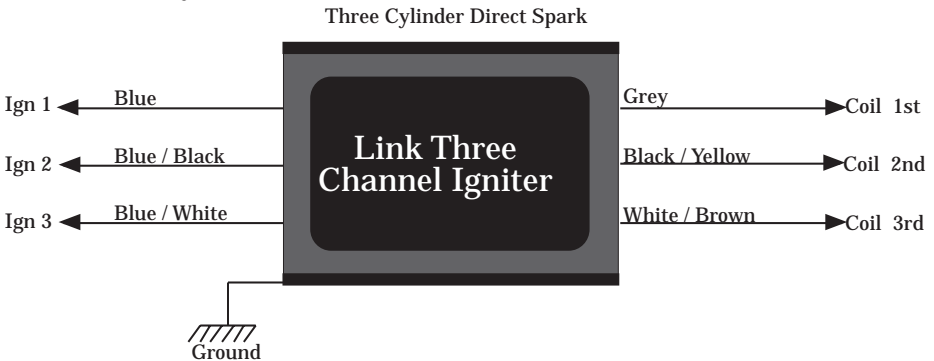 Three Cylinder Direct Spark
Ign 1
Blue
Grey
Coil 1st
Link Three
Channel Igniter
Ign 2
Blue / Black
Black / Yellow
Coil 2nd
Ign 3
Blue / White
White / Brown
Coil 3rd
Ground